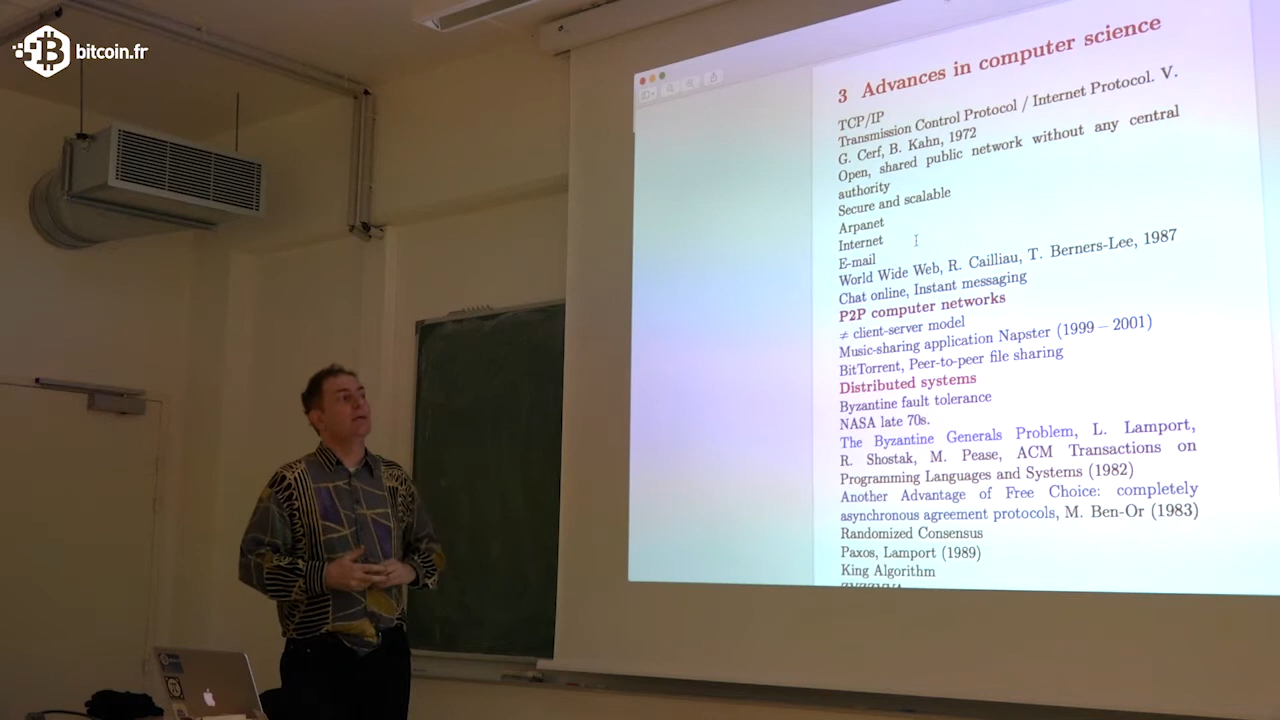 bitcoin.fr
3 Advances in computer science
TCP/IP
Transmission Control Protocol / Internet Protocol. V.
G. Cerf, B. Kahn, 1972
Open, shared public network without any central
authority
Secure and scalable
Arpanet
Internet
E-mail
World Wide Web, R. Cailliau, T. Berners-Lee, 1987
Chat online, Instant messaging
P2P computer networks
≠ client-server model
Music-sharing application Napster (1999 – 2001)
BitTorrent, Peer-to-peer file sharing
Distributed systems
Byzantine fault tolerance
NASA late 70s.
The Byzantine Generals Problem, L. Lamport,
R. Shostak, M. Pease, ACM Transactions on
Programming Languages and Systems (1982)
Another Advantage of Free Choice: completely
asynchronous agreement protocols, M. Ben-Or (1983)
Randomized Consensus
Paxos, Lamport (1989)
King Algorithm